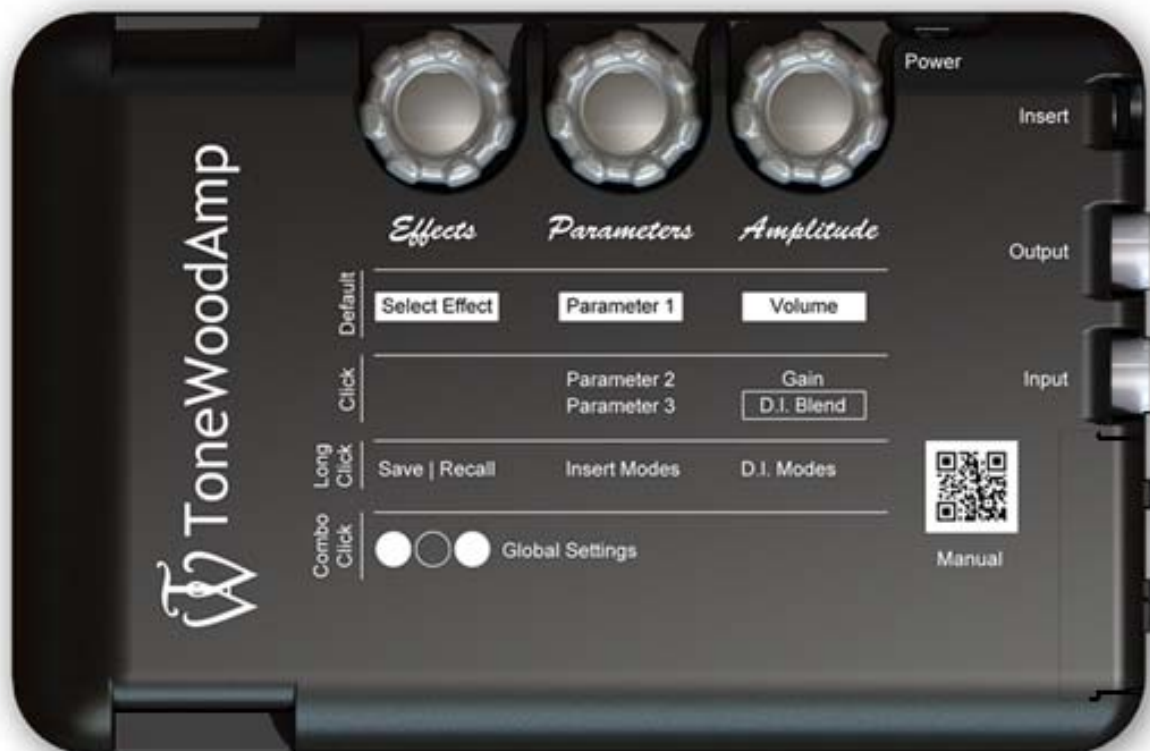 Power
Insert
Output
Input
ToneWoodAmp
Effects Parameters Amplitude
Default Select Effect Parameter 1 Volume
Click Parameter 2 Gain
Parameter 3 D.I. Blend
Long Click Save | Recall Insert Modes D.I. Modes
Combo Click Global Settings
Manual